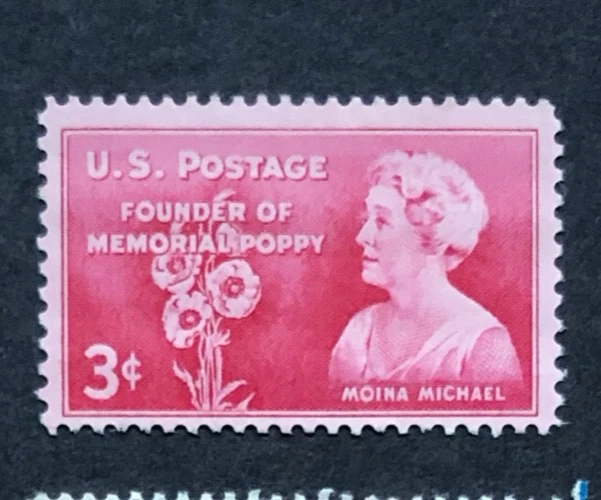 U.S. POSTAGE
FOUNDER OF
MEMORIAL POPPY
3¢
MOINA MICHAEL